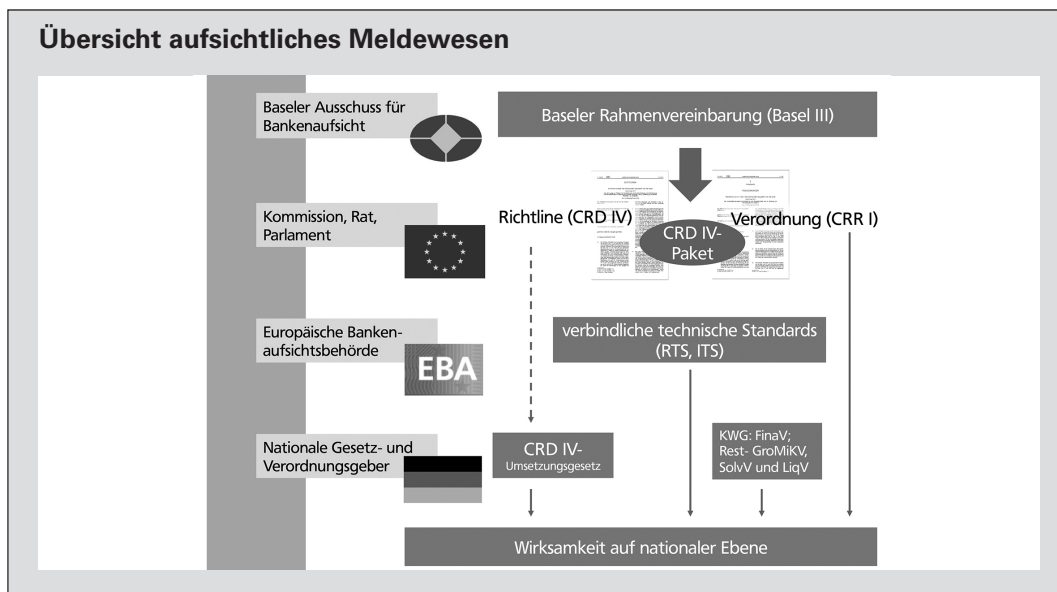 Übersicht aufsichtliches Meldewesen
Baseler Ausschuss für
Bankenaufsicht
Baseler Rahmenvereinbarung (Basel III)
Kommission, Rat,
Parlament
Richtline (CRD IV)
CRD IV-
Paket
Verordnung (CRR I)
Europäische Banken-
aufsichtsbehörde
EBA
verbindliche technische Standards
(RTS, ITS)
Nationale Gesetz- und
Verordnungsgeber
CRD IV-
Umsetzungsgesetz
KWG: FinaV;
Rest- GroMiKV,
SolvV und LiqV
Wirksamkeit auf nationaler Ebene